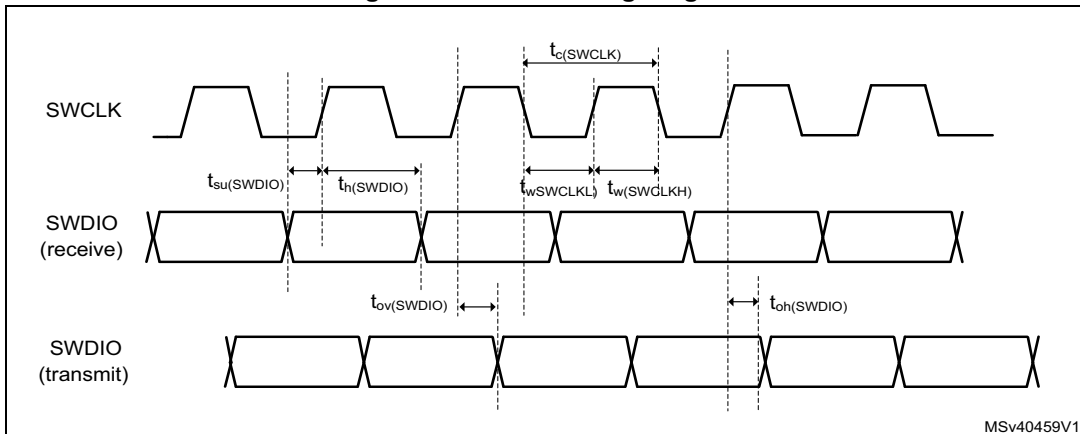 tc(SWCLK)
SWCLK
tsu(SWDIO) th(SWDIO) twSWCLKL) tw(SWCLKH)
SWDIO
(receive)
tov(SWDIO) toh(SWDIO)
SWDIO
(transmit)
MSv40459V1